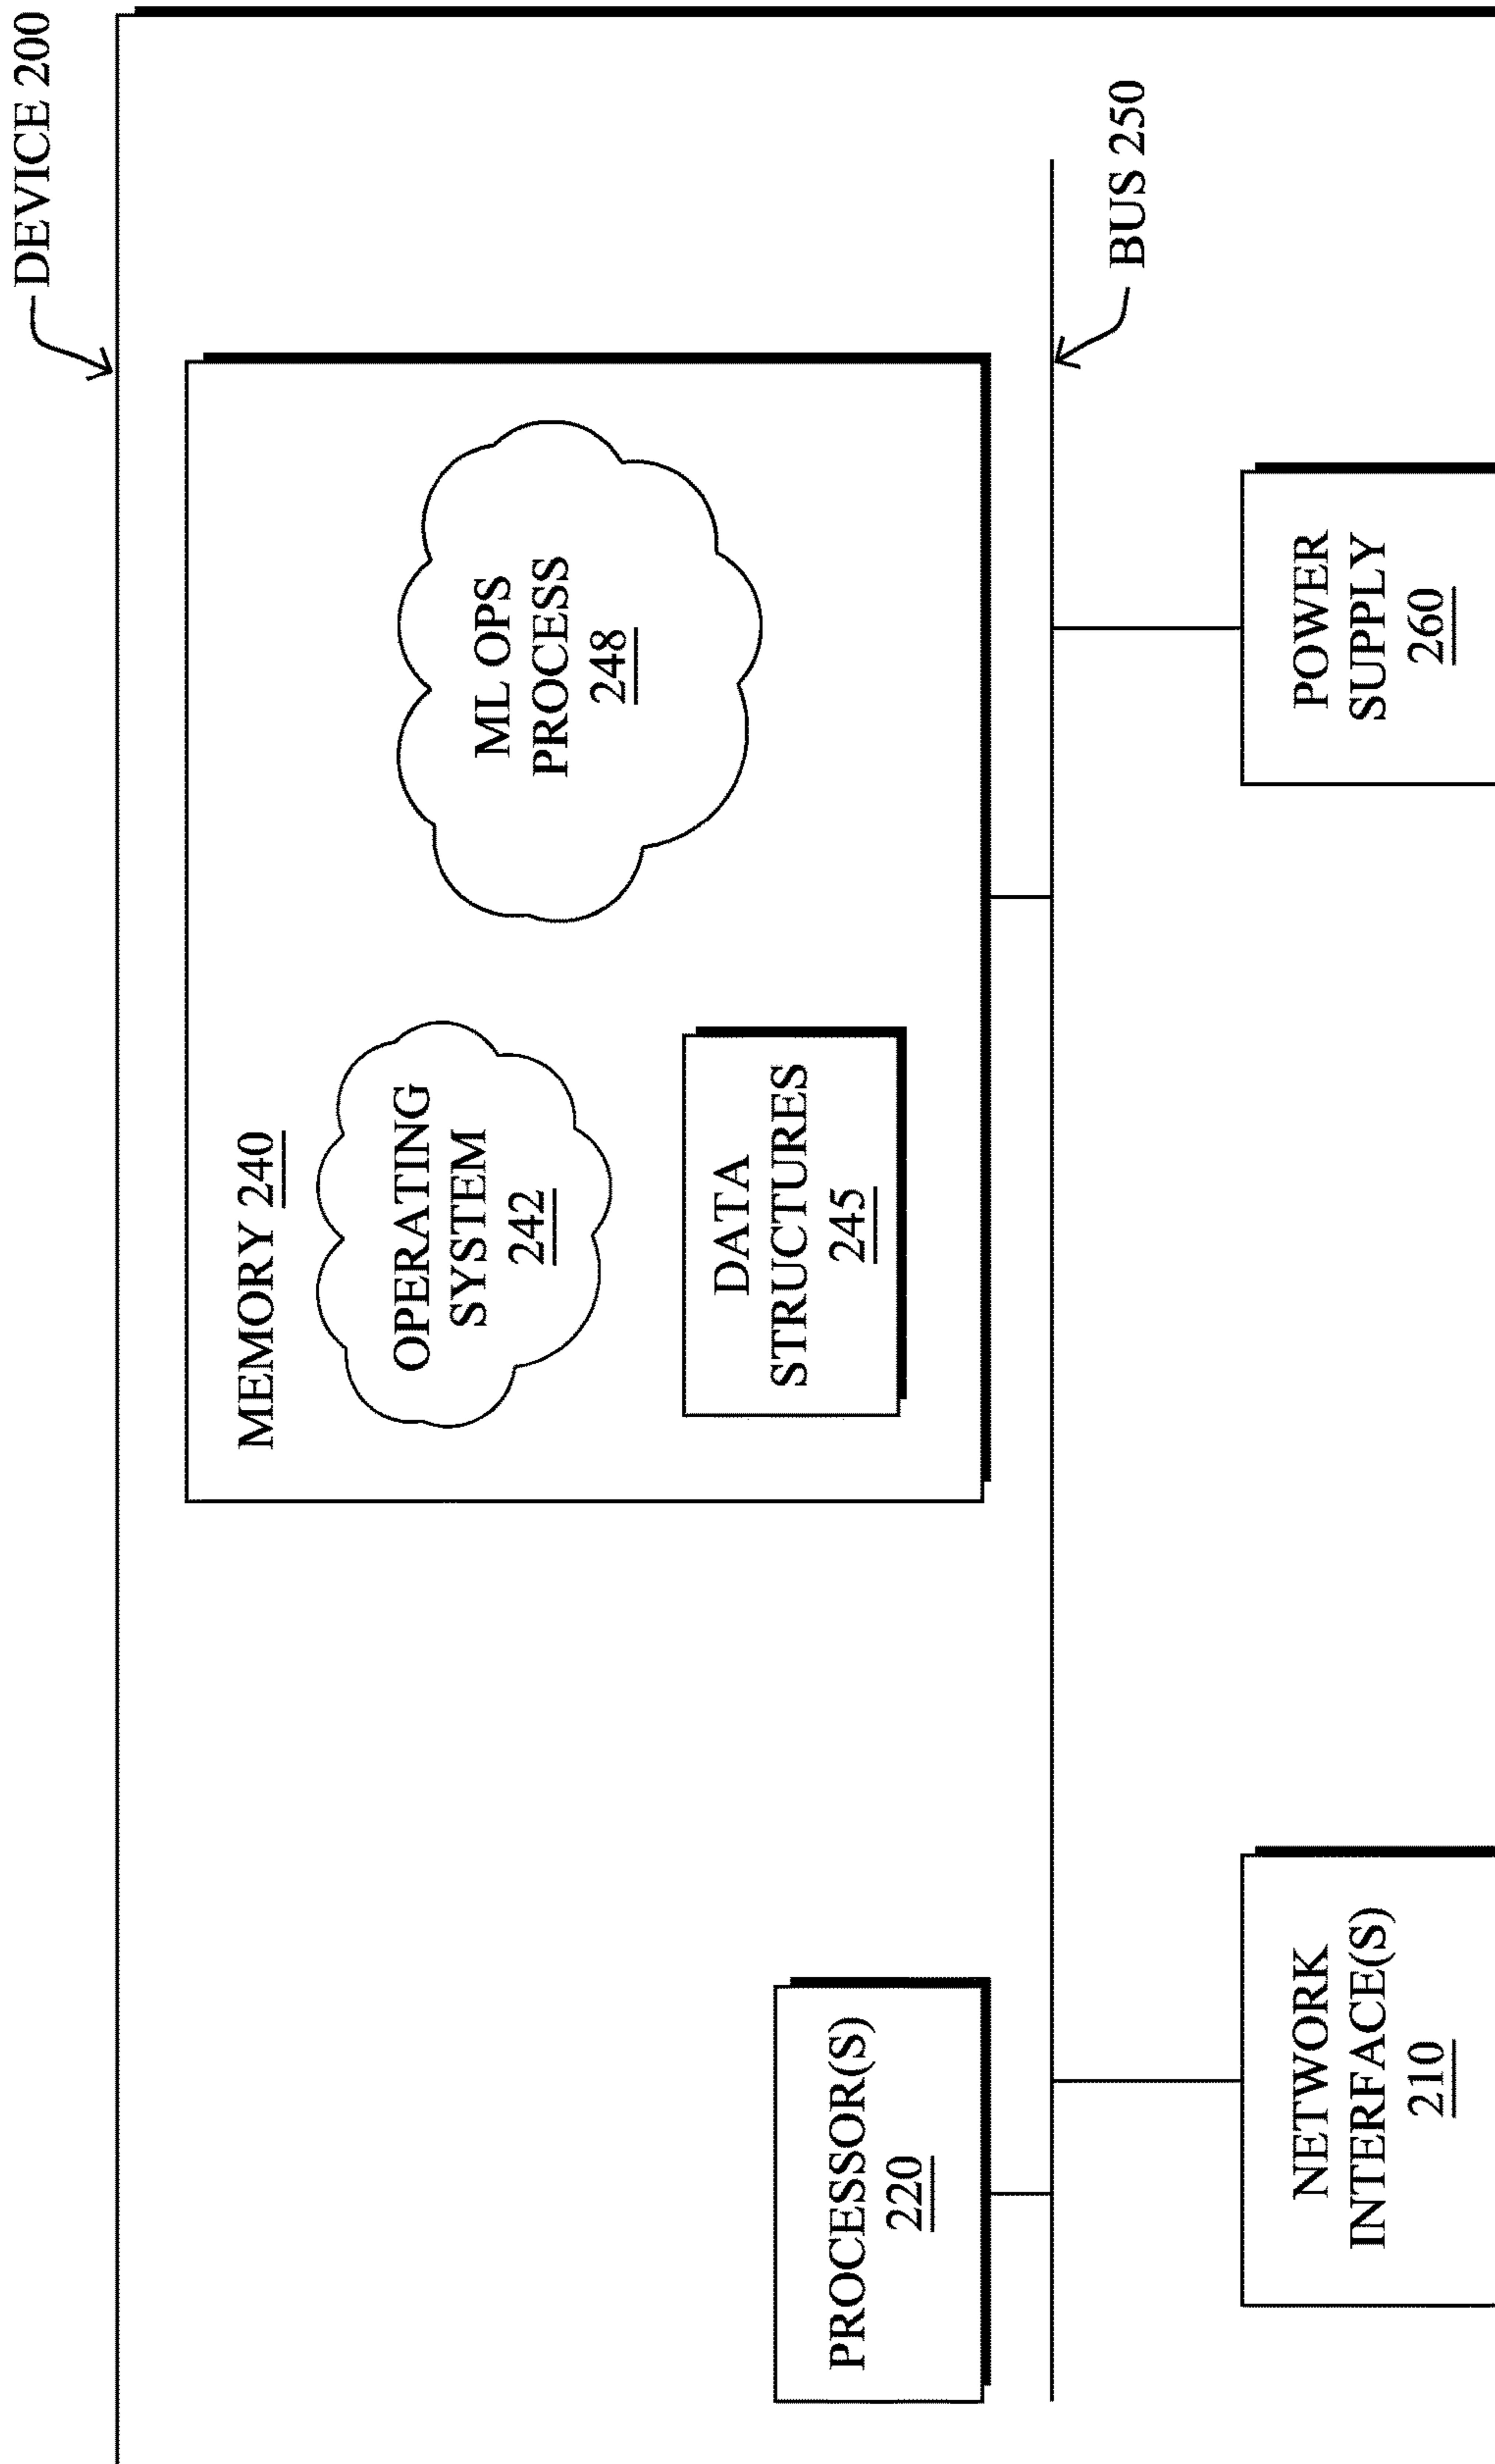 DEVICE 200
MEMORY 240
OPERATING
SYSTEM
242
DATA
STRUCTURES
245
ML OPS
PROCESS
248
PROCESSOR(S)
220
BUS 250
NETWORK
INTERFACE(S)
210
POWER
SUPPLY
260